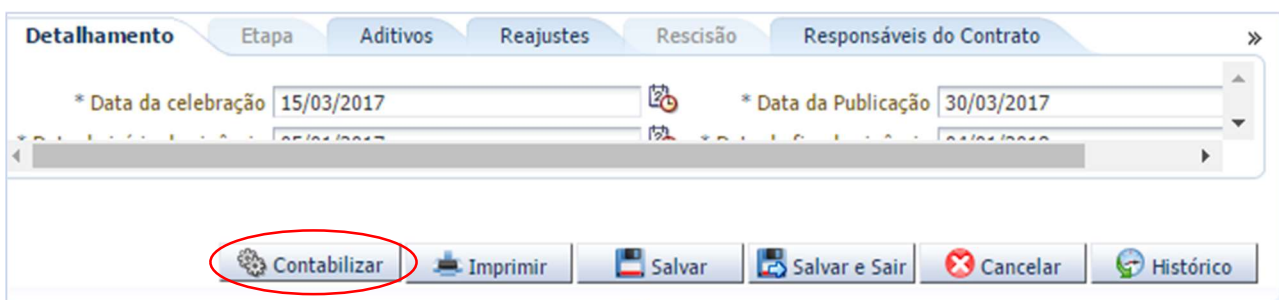 Detalhamento Etapa Aditivos Reajustes Rescisão Responsáveis do Contrato »
* Data da celebração 15/03/2017 * Data da Publicação 30/03/2017
Contabilizar Imprimir Salvar Salvar e Sair Cancelar Histórico